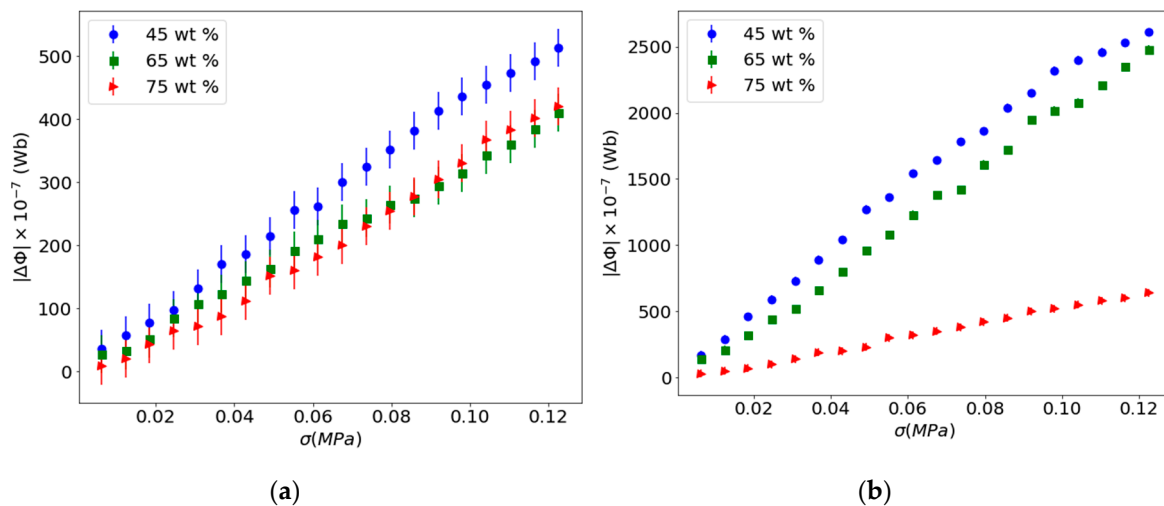 45 wt %
65 wt %
75 wt %
500
400
300
200
100
0
|ΔΦ| × 10⁻⁷ (Wb)
0.02 0.04 0.06 0.08 0.10 0.12
σ(MPa)
(a)
45 wt %
65 wt %
75 wt %
2500
2000
1500
1000
500
0
|ΔΦ| × 10⁻⁷ (Wb)
0.02 0.04 0.06 0.08 0.10 0.12
σ(MPa)
(b)